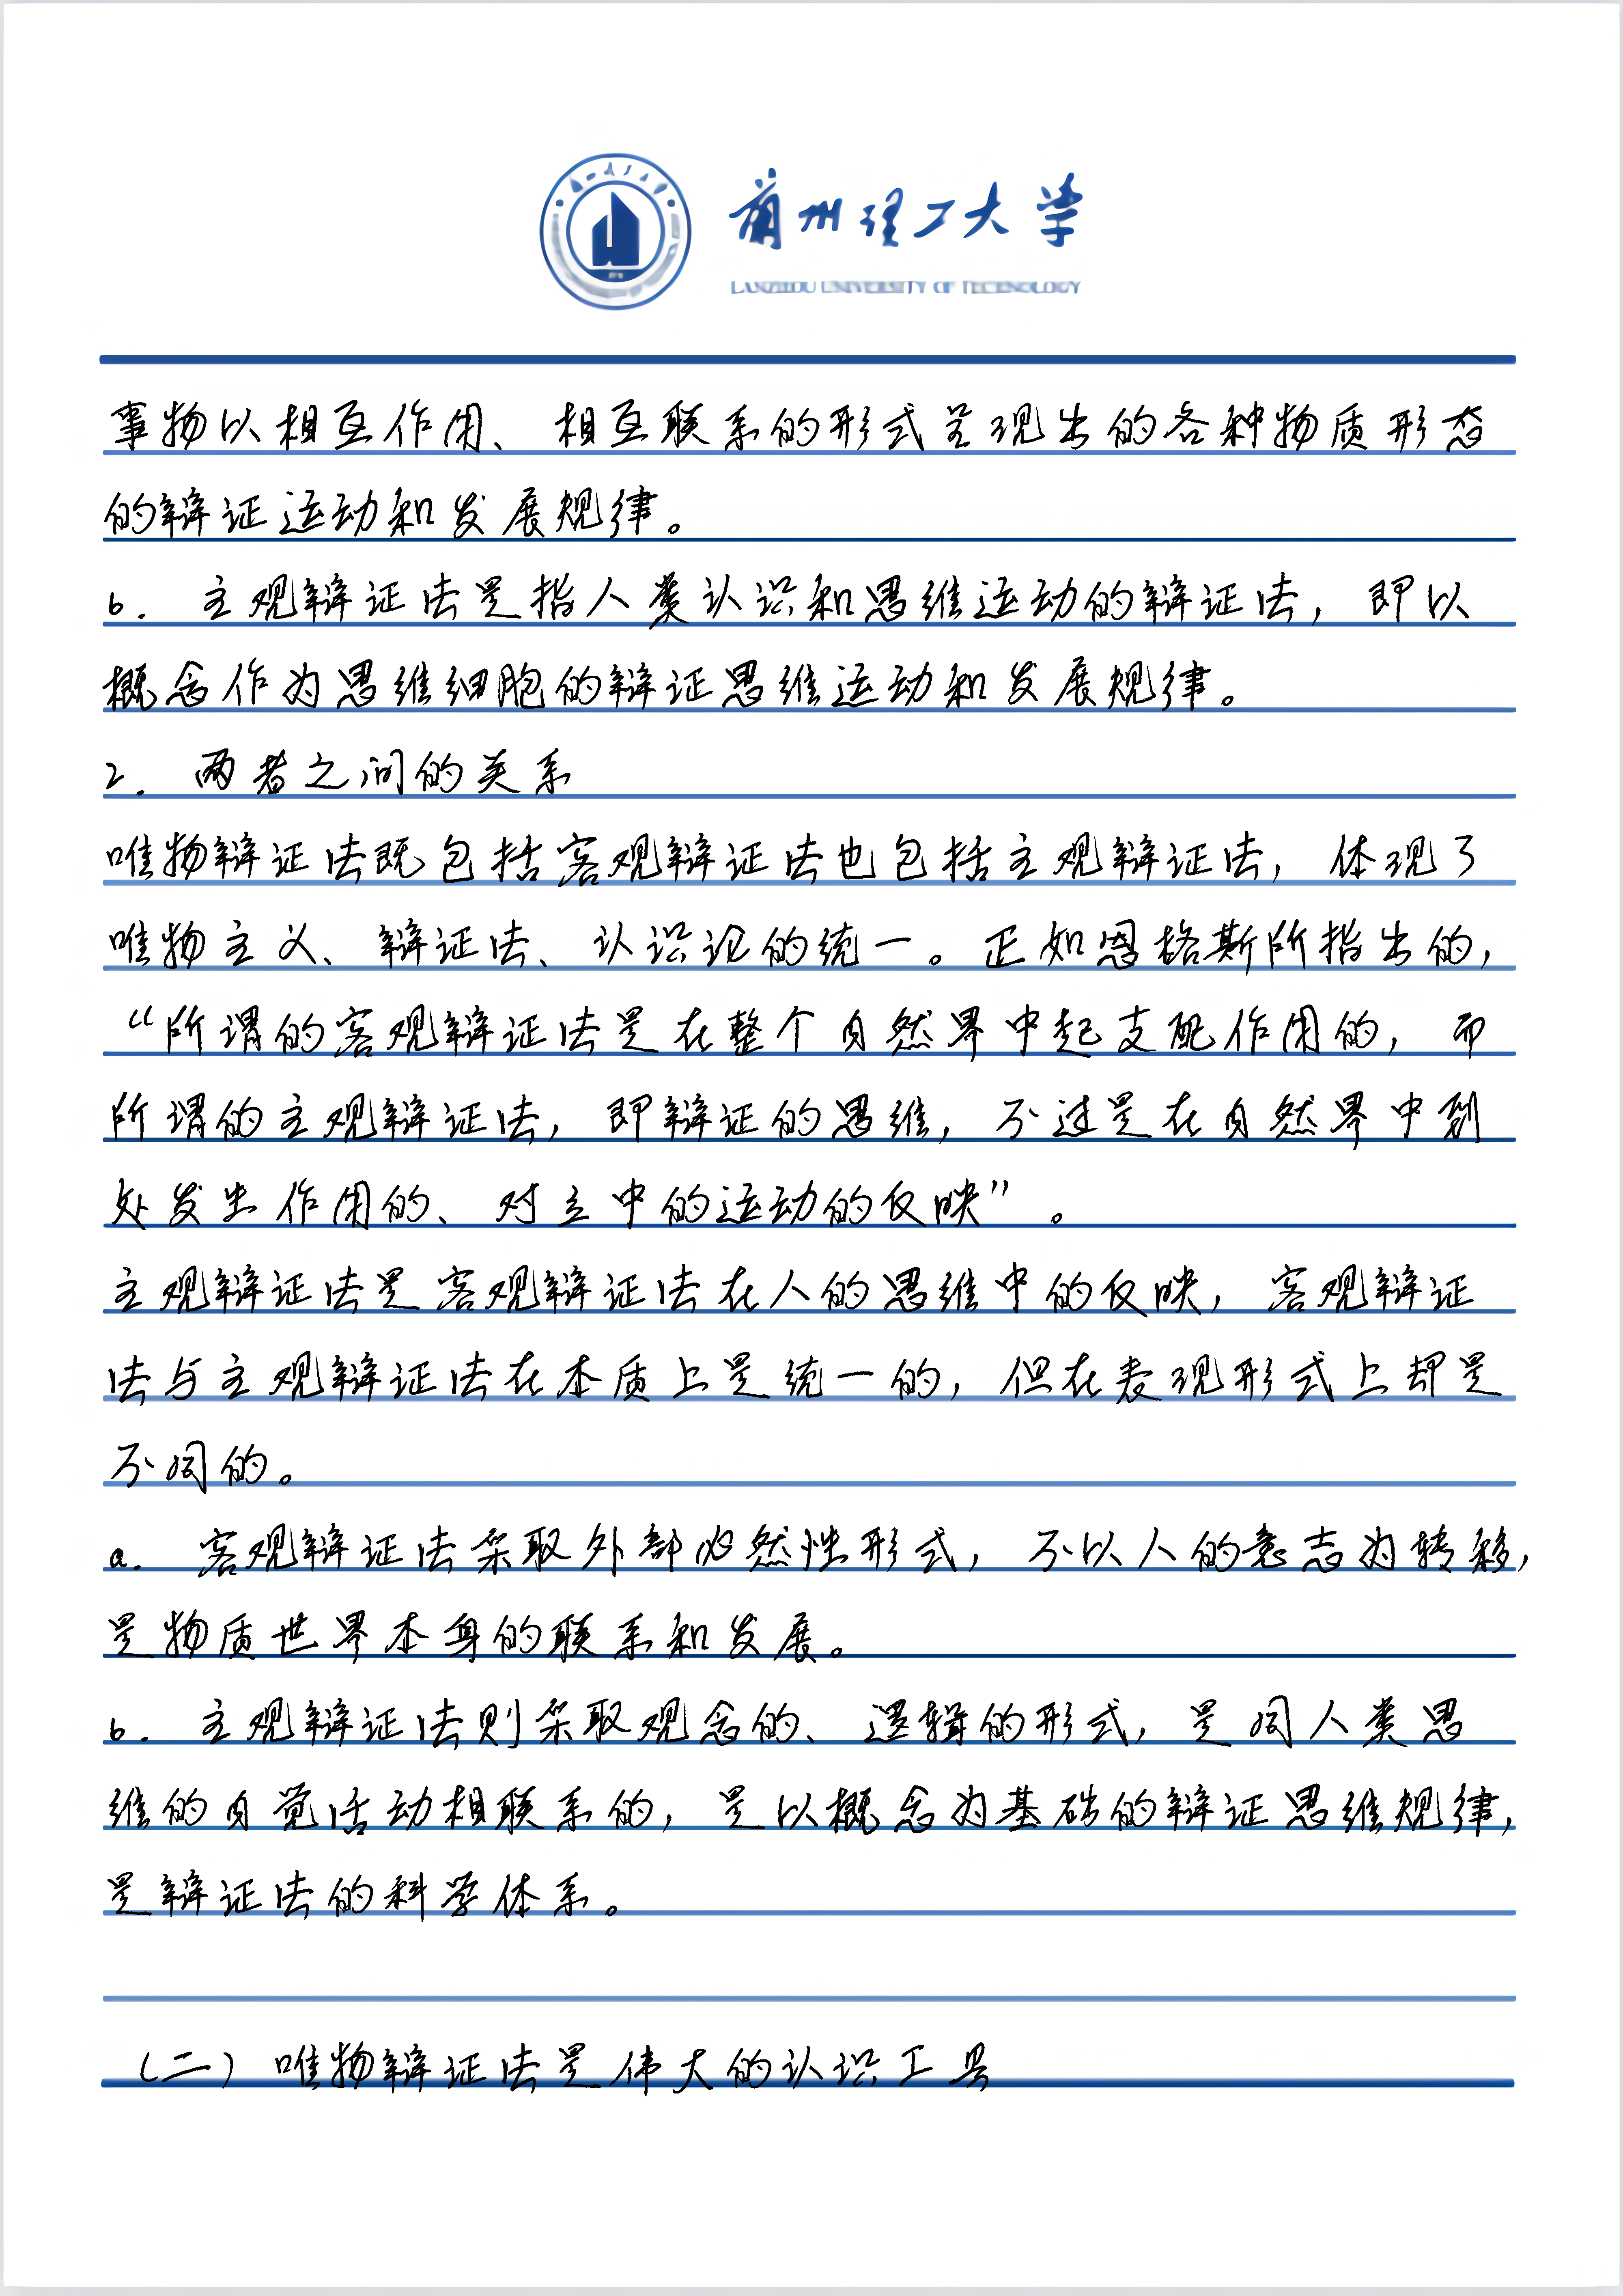 兰州理工大学
LANZHOU UNIVERSITY OF TECHNOLOGY
事物以相互作用、相互联系的形式呈现出的各种物质形态
的辩证运动和发展规律。
b. 主观辩证法是指人类认识和思维运动的辩证法，即以
概念作为思维细胞的辩证思维运动和发展规律。
2. 两者之间的关系
唯物辩证法既包括客观辩证法也包括主观辩证法，体现了
唯物主义、辩证法、认识论的统一。正如恩格斯所指出的，
“所谓的客观辩证法是在整个自然界中起支配作用的，而
所谓的主观辩证法，即辩证的思维，不过是在自然界中到
处发生作用的、对立中的运动的反映”。
主观辩证法是客观辩证法在人的思维中的反映，客观辩证
法与主观辩证法在本质上是统一的，但在表现形式上却是
不同的。
a. 客观辩证法采取外部必然性形式，不以人的意志为转移，
是物质世界本身的联系和发展。
b. 主观辩证法则采取观念的、逻辑的形式，是同人类思
维的自觉活动相联系的，是以概念为基础的辩证思维规律，
是辩证法的科学体系。
（二）唯物辩证法是伟大的认识工具